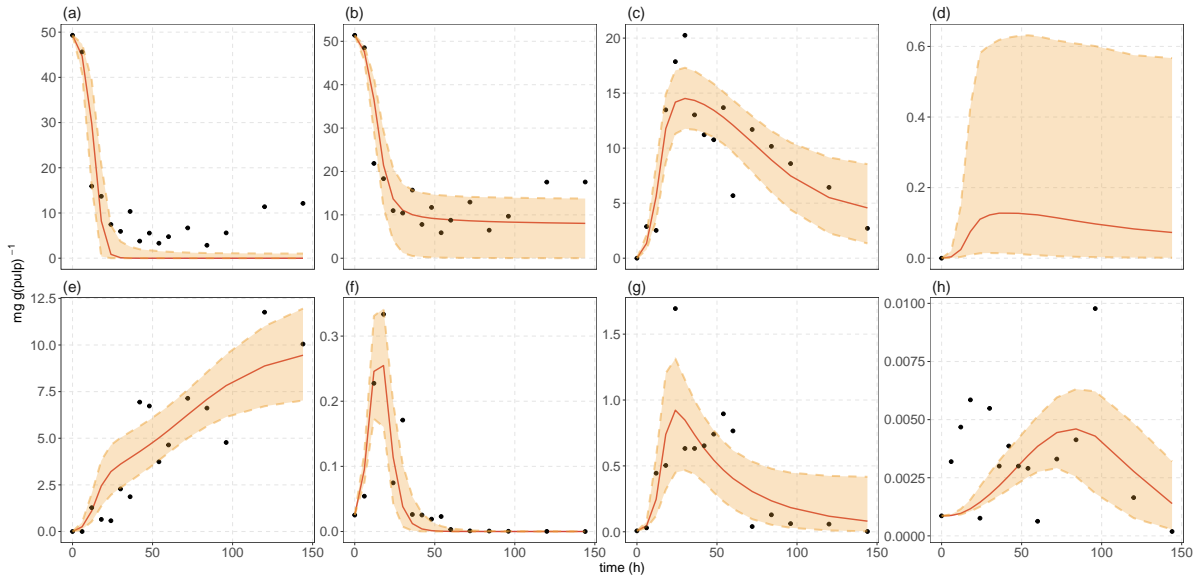 (a) (b) (c) (d)
50 40 30 20 10 0
50 40 30 20 10 0
20 15 10 5 0
0.6 0.4 0.2 0.0
mg g(pulp) −1
(e) (f) (g) (h)
12.5 10.0 7.5 5.0 2.5 0.0
0.3 0.2 0.1 0.0
1.5 1.0 0.5 0.0
0.0100 0.0075 0.0050 0.0025 0.0000
0 50 100 150 0 50 100 150 0 50 100 150 0 50 100 150
time (h)